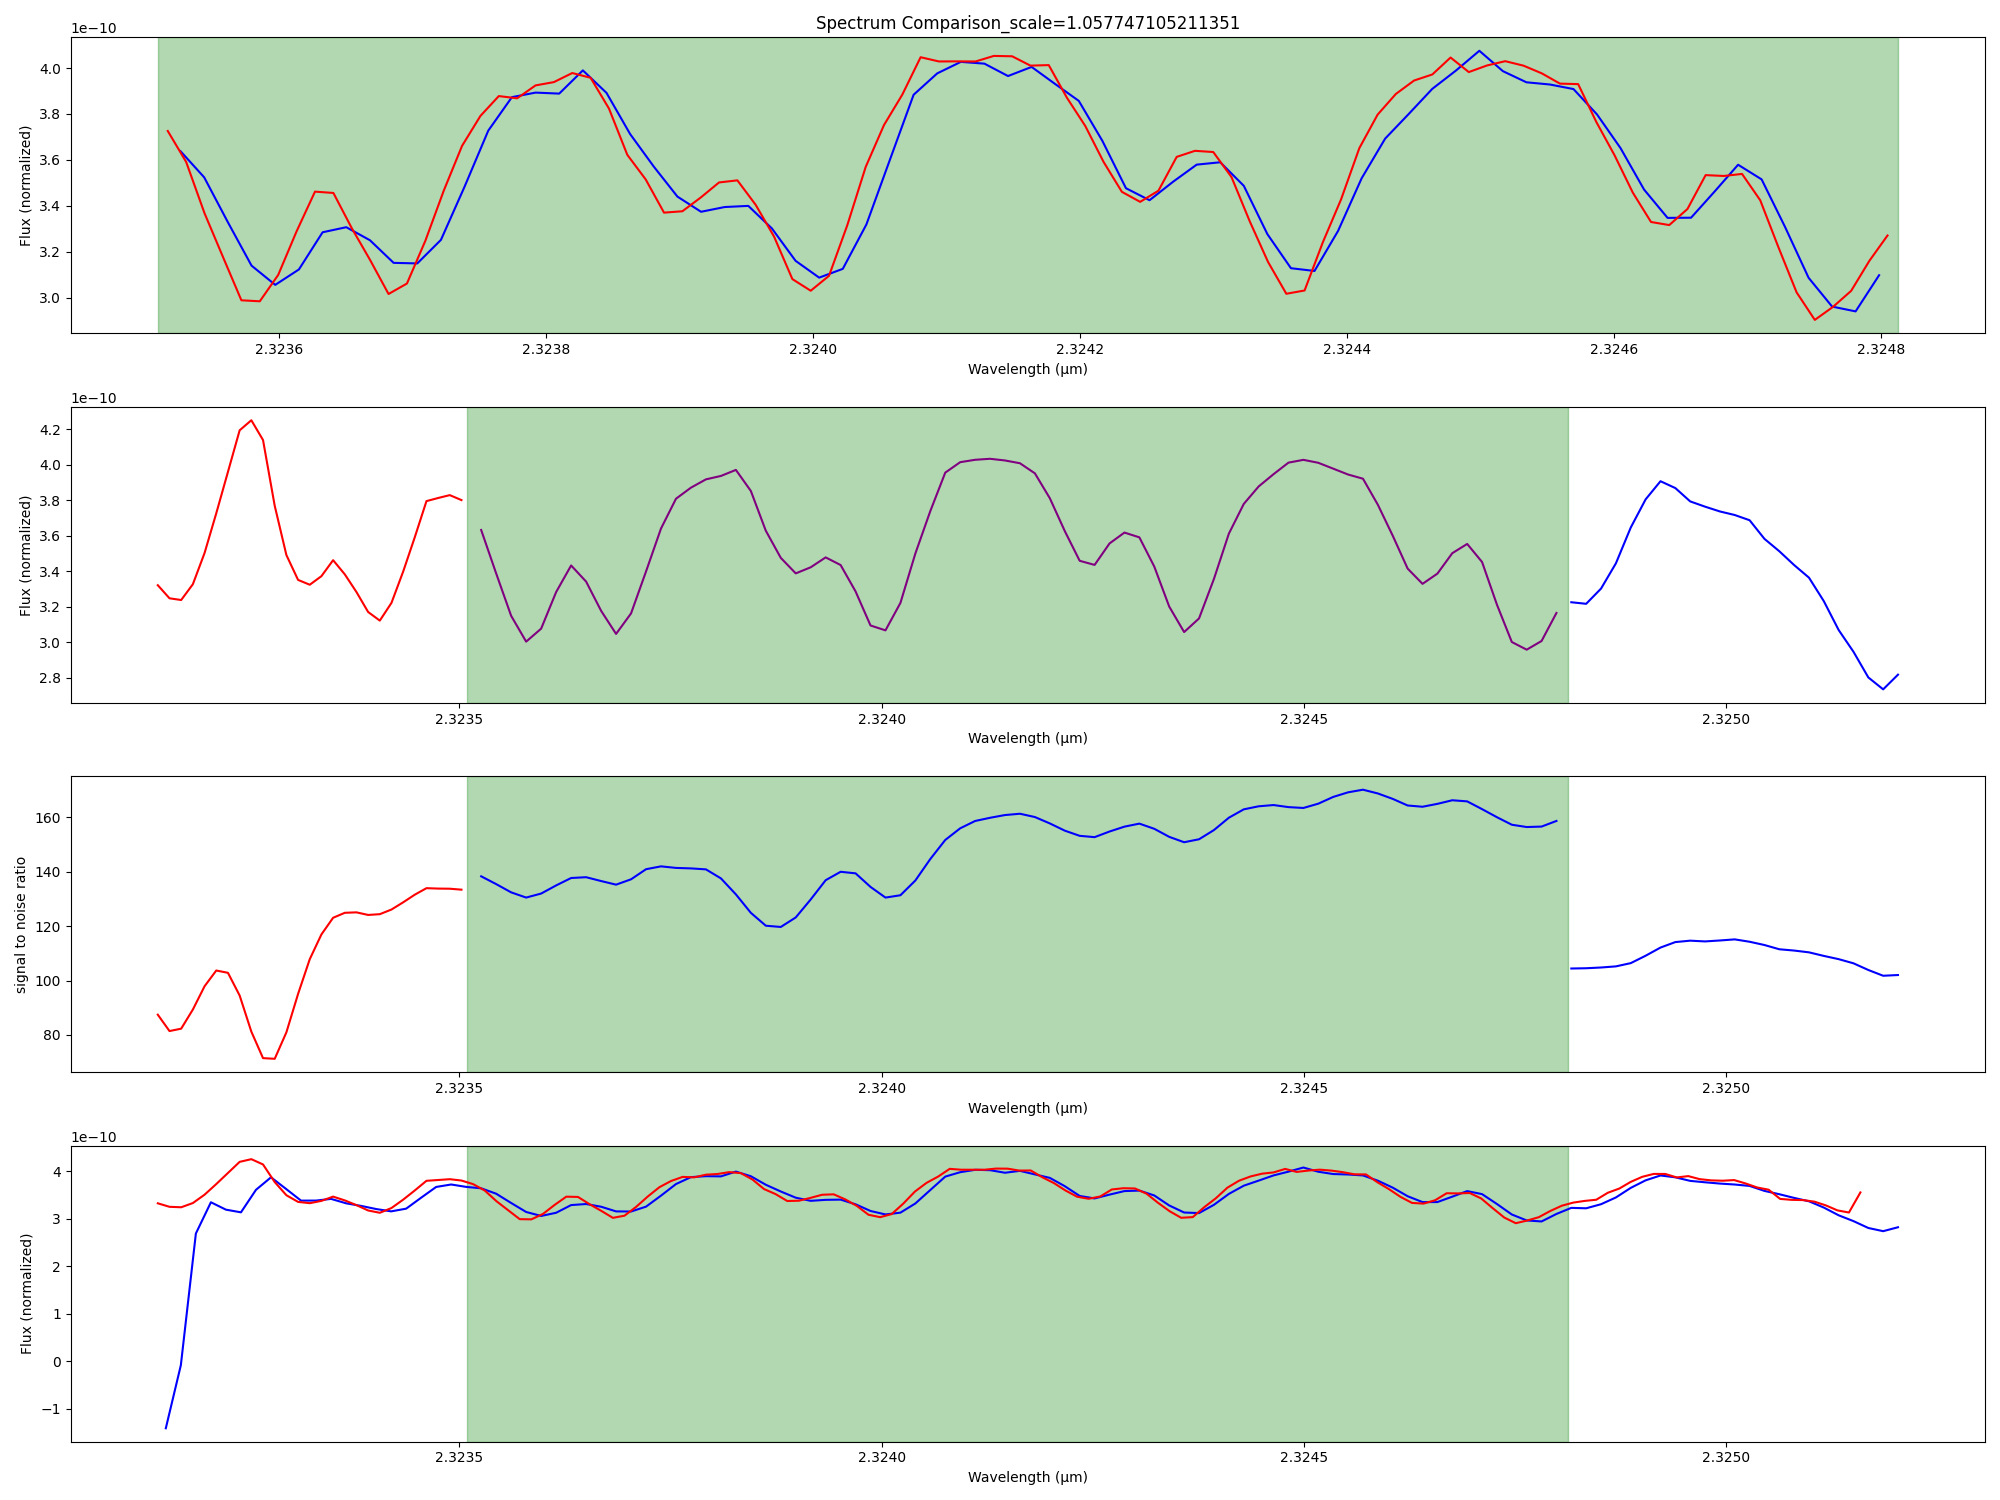 Spectrum Comparison_scale=1.057747105211351
1e−10
4.0
3.8
3.6
3.4
3.2
3.0
Flux (normalized)
2.3236 2.3238 2.3240 2.3242 2.3244 2.3246 2.3248
Wavelength (μm)
1e−10
4.2
4.0
3.8
3.6
3.4
3.2
3.0
2.8
Flux (normalized)
2.3235 2.3240 2.3245 2.3250
Wavelength (μm)
160
140
120
100
80
signal to noise ratio
2.3235 2.3240 2.3245 2.3250
Wavelength (μm)
1e−10
4
3
2
1
0
−1
Flux (normalized)
2.3235 2.3240 2.3245 2.3250
Wavelength (μm)